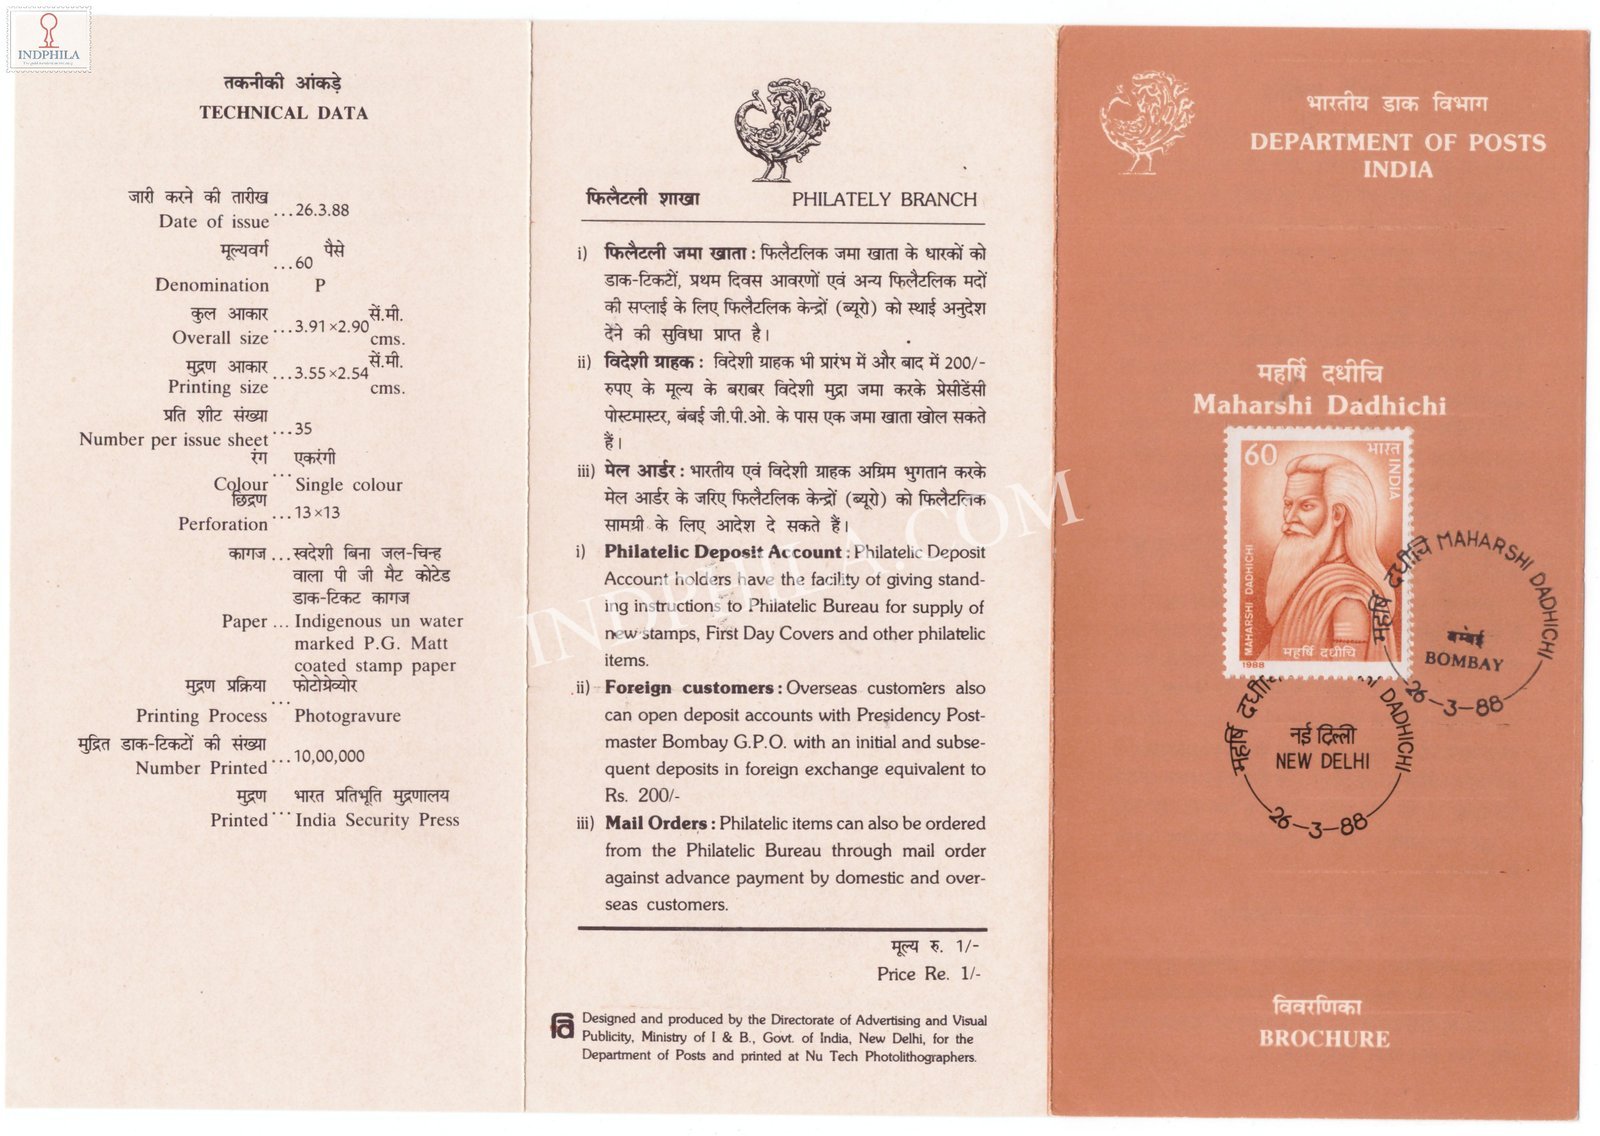 INDPHILA
तकनीकी आंकड़े
TECHNICAL DATA
जारी करने की तारीख
Date of issue ...26.3.88
मूल्यवर्ग ...60 पैसे
Denomination P
कुल आकार सें.मी.
Overall size ...3.91×2.90 cms.
मुद्रण आकार सें.मी.
Printing size ...3.55×2.54 cms.
प्रति शीट संख्या
Number per issue sheet ...35
रंग एकरंगी
Colour ... Single colour
छिद्रण
Perforation ...13×13
कागज ...स्वदेशी बिना जल-चिन्ह
वाला पी जी मैट कोटेड
डाक-टिकट कागज
Paper ... Indigenous un water
marked P.G. Matt
coated stamp paper
मुद्रण प्रक्रिया फोटोग्रेव्योर
Printing Process ... Photogravure
मुद्रित डाक-टिकटों की संख्या
Number Printed ...10,00,000
मुद्रण भारत प्रतिभूति मुद्रणालय
Printed ... India Security Press
फिलैटली शाखा PHILATELY BRANCH
i) फिलैटली जमा खाता : फिलैटलिक जमा खाता के धारकों को
डाक-टिकटों, प्रथम दिवस आवरणों एवं अन्य फिलैटलिक मदों
की सप्लाई के लिए फिलैटलिक केन्द्रों (ब्यूरो) को स्थाई अनुदेश
देने की सुविधा प्राप्त है।
ii) विदेशी ग्राहक : विदेशी ग्राहक भी प्रारंभ में और बाद में 200/-
रुपए के मूल्य के बराबर विदेशी मुद्रा जमा करके प्रेसीडेंसी
पोस्टमास्टर, बंबई जी.पी.ओ. के पास एक जमा खाता खोल सकते
हैं।
iii) मेल आर्डर : भारतीय एवं विदेशी ग्राहक अग्रिम भुगतान करके
मेल आर्डर के जरिए फिलैटलिक केन्द्रों (ब्यूरो) को फिलैटलिक
सामग्री के लिए आदेश दे सकते हैं।
i) Philatelic Deposit Account : Philatelic Deposit
Account holders have the facility of giving stand-
ing instructions to Philatelic Bureau for supply of
new stamps, First Day Covers and other philatelic
items.
ii) Foreign customers : Overseas customers also
can open deposit accounts with Presidency Post-
master Bombay G.P.O. with an initial and subse-
quent deposits in foreign exchange equivalent to
Rs. 200/-
iii) Mail Orders : Philatelic items can also be ordered
from the Philatelic Bureau through mail order
against advance payment by domestic and over-
seas customers.
मूल्य रु. 1/-
Price Re. 1/-
Designed and produced by the Directorate of Advertising and Visual
Publicity, Ministry of I & B., Govt. of India, New Delhi, for the
Department of Posts and printed at Nu Tech Photolithographers.
INDPHILA.COM
भारतीय डाक विभाग
DEPARTMENT OF POSTS
INDIA
महर्षि दधीचि
Maharshi Dadhichi
60 भारत
INDIA
MAHARSHI DADHICHI
महर्षि दधीचि
1988
महर्षि दधीचि MAHARSHI DADHICHI
बम्बई
BOMBAY
26-3-88
महर्षि दधीचि DADHICHI
नई दिल्ली
NEW DELHI
26-3-88
विवरणिका
BROCHURE